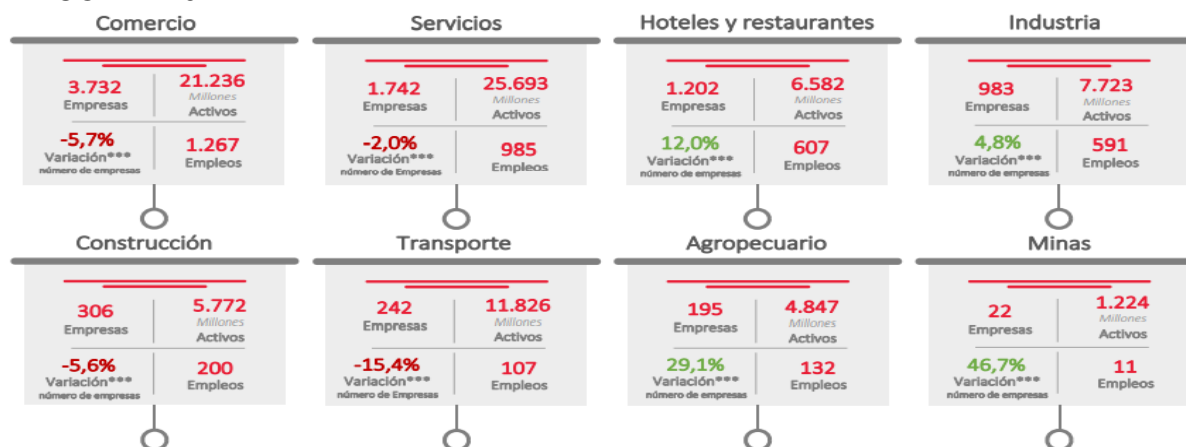 Comercio
3.732
Empresas
21.236
Millones
Activos
-5,7%
Variación***
número de empresas
1.267
Empleos
Servicios
1.742
Empresas
25.693
Millones
Activos
-2,0%
Variación***
número de Empresas
985
Empleos
Hoteles y restaurantes
1.202
Empresas
6.582
Millones
Activos
12,0%
Variación***
número de empresas
607
Empleos
Industria
983
Empresas
7.723
Millones
Activos
4,8%
Variación***
número de empresas
591
Empleos
Construcción
306
Empresas
5.772
Millones
Activos
-5,6%
Variación***
número de empresas
200
Empleos
Transporte
242
Empresas
11.826
Millones
Activos
-15,4%
Variación***
número de Empresas
107
Empleos
Agropecuario
195
Empresas
4.847
Millones
Activos
29,1%
Variación***
número de empresas
132
Empleos
Minas
22
Empresas
1.224
Millones
Activos
46,7%
Variación***
número de empresas
11
Empleos